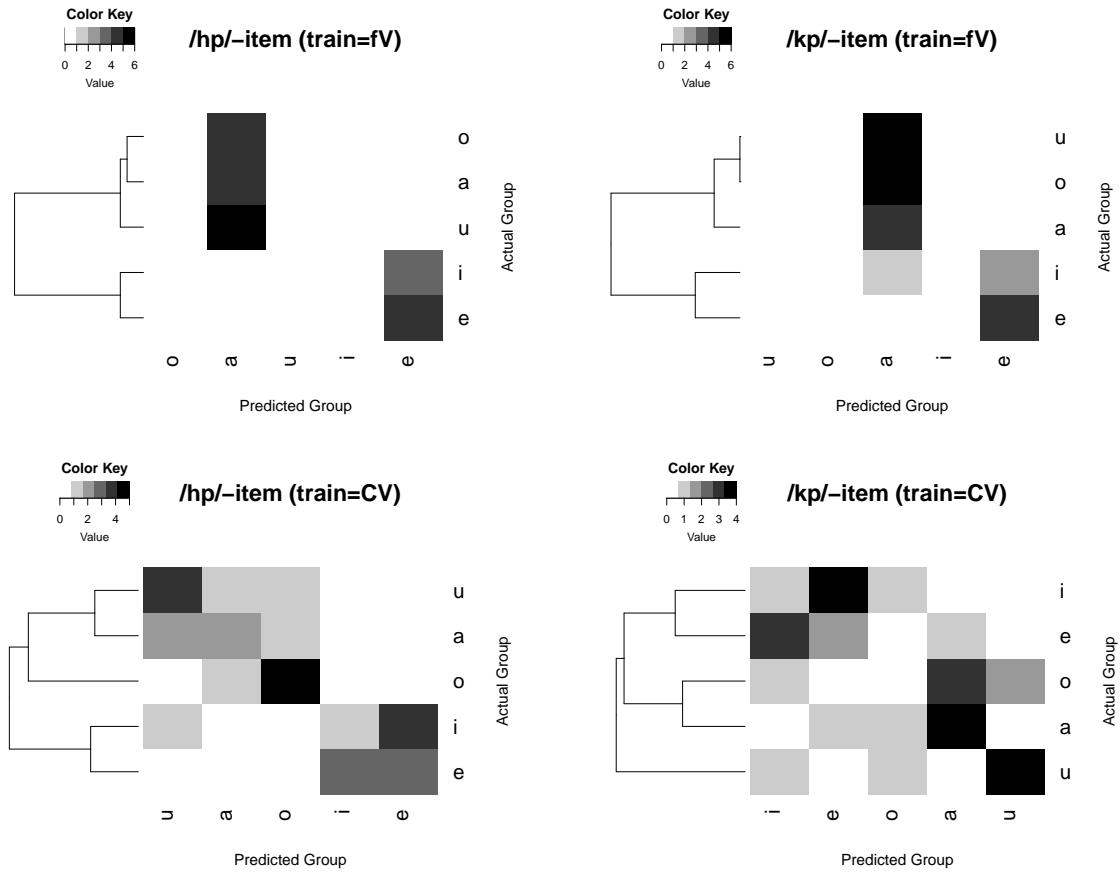 Color Key
0 2 4 6
Value
/hp/−item (train=fV)
o
a
u
i
e
Actual Group
o a u i e
Predicted Group
Color Key
0 2 4 6
Value
/kp/−item (train=fV)
u
o
a
i
e
Actual Group
u o a i e
Predicted Group
Color Key
0 2 4
Value
/hp/−item (train=CV)
u
a
o
i
e
Actual Group
u a o i e
Predicted Group
Color Key
0 1 2 3 4
Value
/kp/−item (train=CV)
i
e
o
a
u
Actual Group
i e o a u
Predicted Group